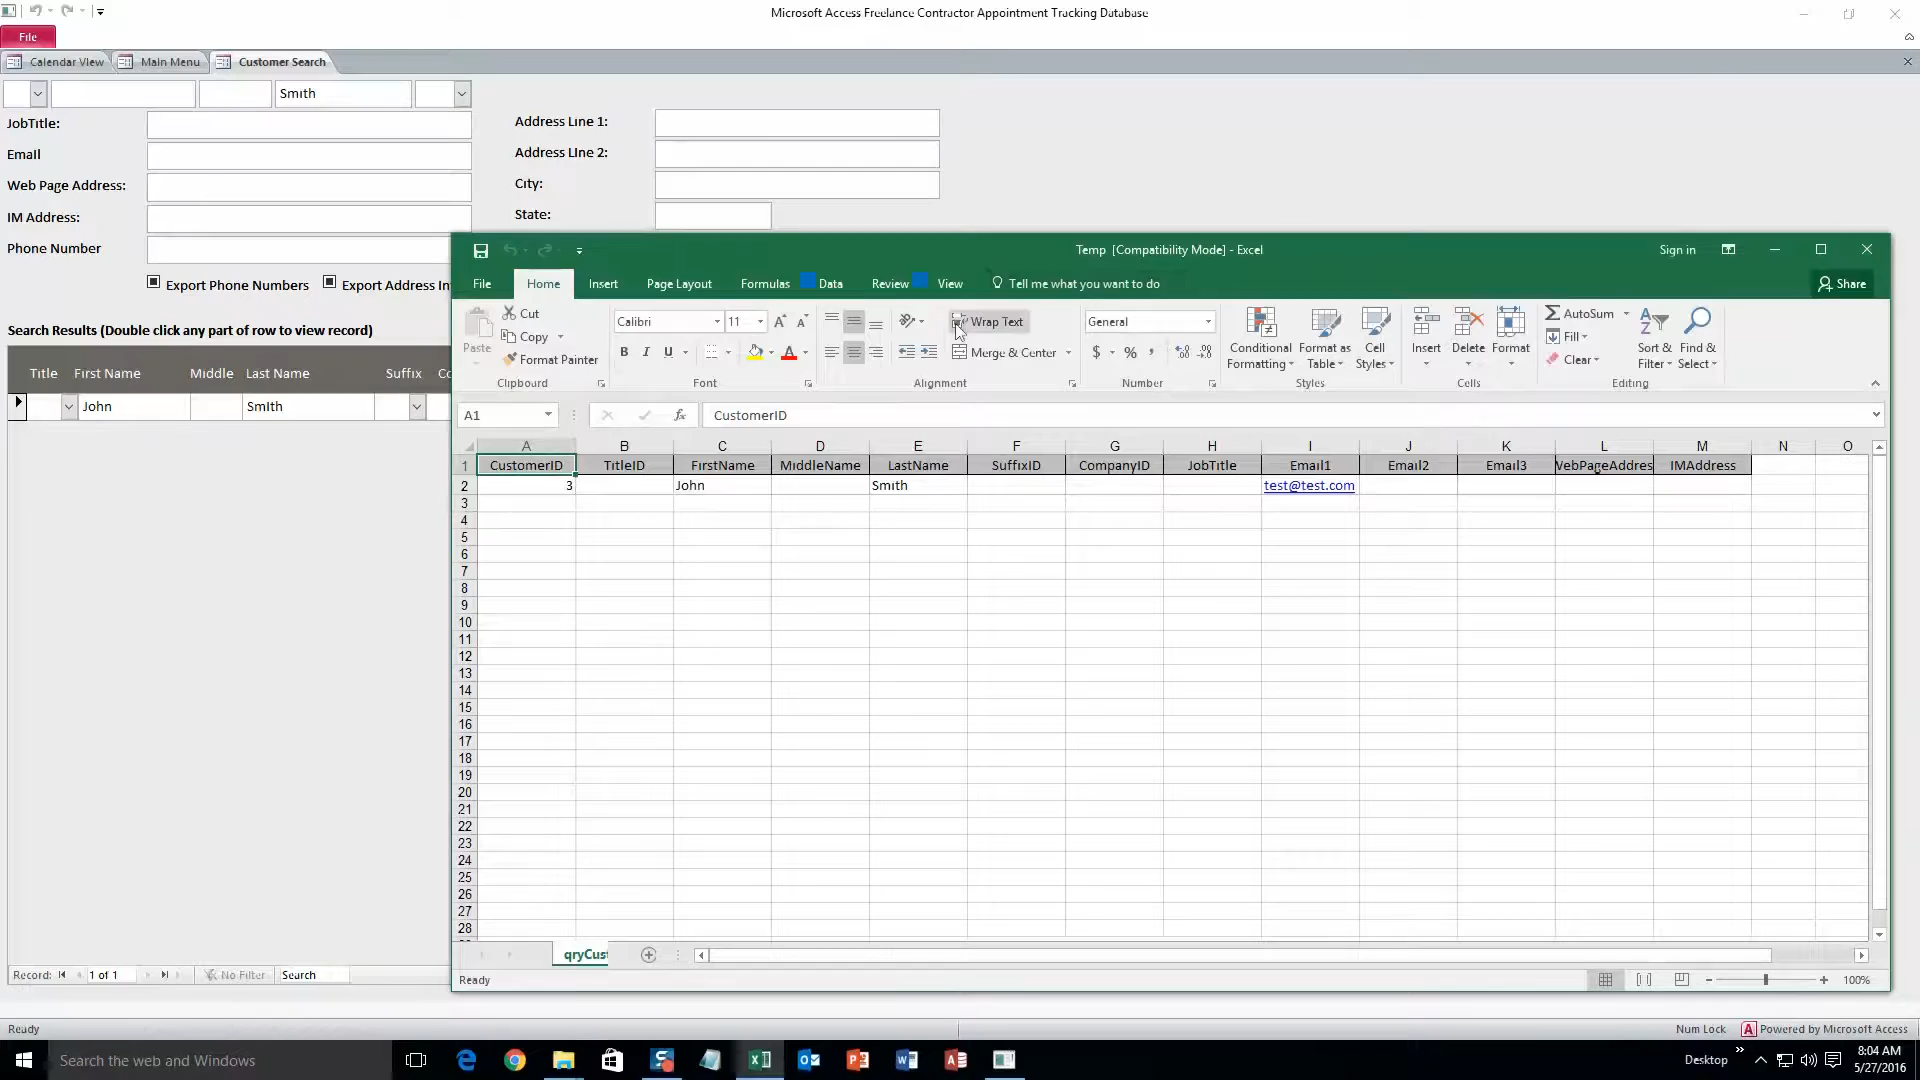 Microsoft Access Freelance Contractor Appointment Tracking Database
File
Calendar View Main Menu Customer Search
Smith
JobTitle: Address Line 1:
Email Address Line 2:
Web Page Address: City:
IM Address: State:
Phone Number
Export Phone Numbers Export Address In
Search Results (Double click any part of row to view record)
Title First Name Middle Last Name Suffix Co
John Smith
Record: 1 of 1 No Filter Search
Temp [Compatibility Mode] - Excel Sign in
File Home Insert Page Layout Formulas Data Review View Tell me what you want to do Share
Paste Cut Copy Format Painter Clipboard
Calibri 11 B I U Font
Wrap Text Merge & Center Alignment
General $ % , Number
Conditional Formatting Format as Table Cell Styles Styles
Insert Delete Format Cells
AutoSum Fill Clear Sort & Filter Find & Select Editing
A1 fx CustomerID
A B C D E F G H I J K L M N O
1 CustomerID TitleID FirstName MiddleName LastName SuffixID CompanyID JobTitle Email1 Email2 Email3 WebPageAddres IMAddress
2 3 John Smith test@test.com
3
4
5
6
7
8
9
10
11
12
13
14
15
16
17
18
19
20
21
22
23
24
25
26
27
28
qryCust
Ready 100%
Ready Num Lock Powered by Microsoft Access
Search the web and Windows Desktop 8:04 AM
5/27/2016